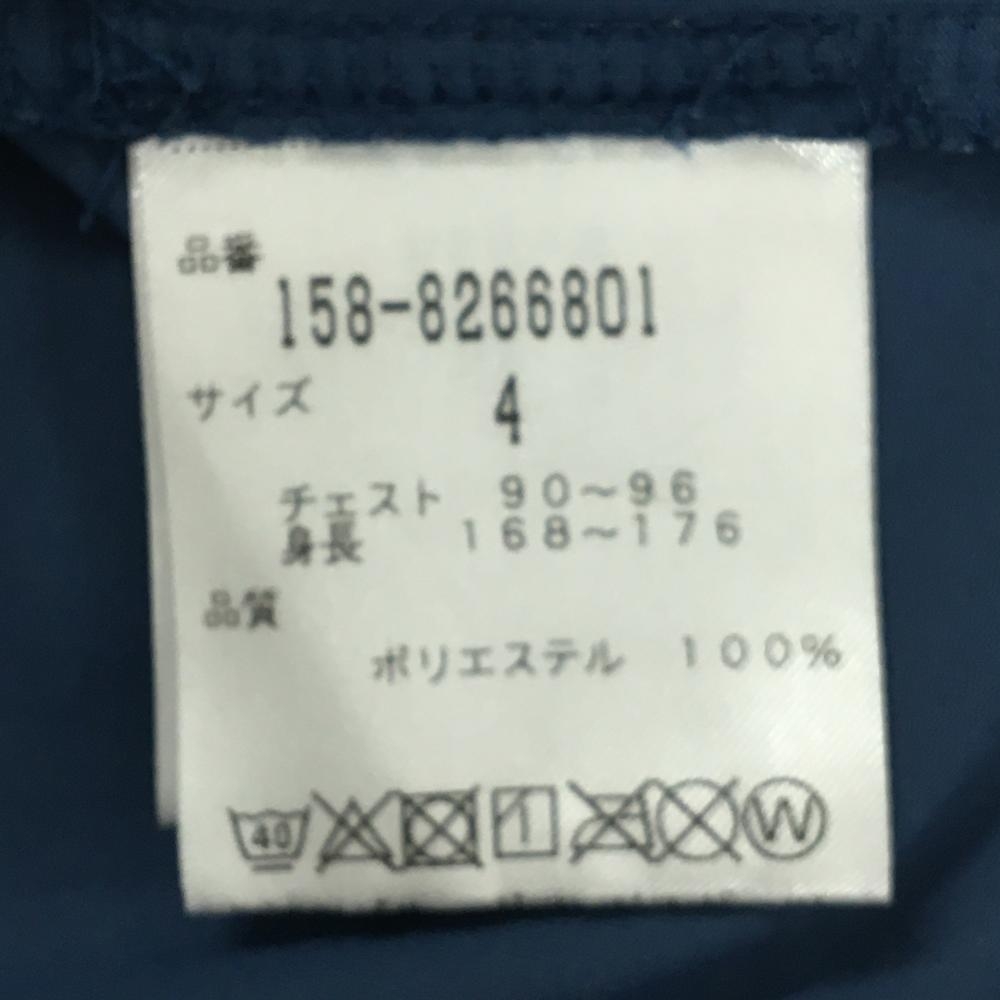 品番
158-8266801
サイズ 4
チェスト 90～96
身長 168～176
品質
ポリエステル 100%
40 W